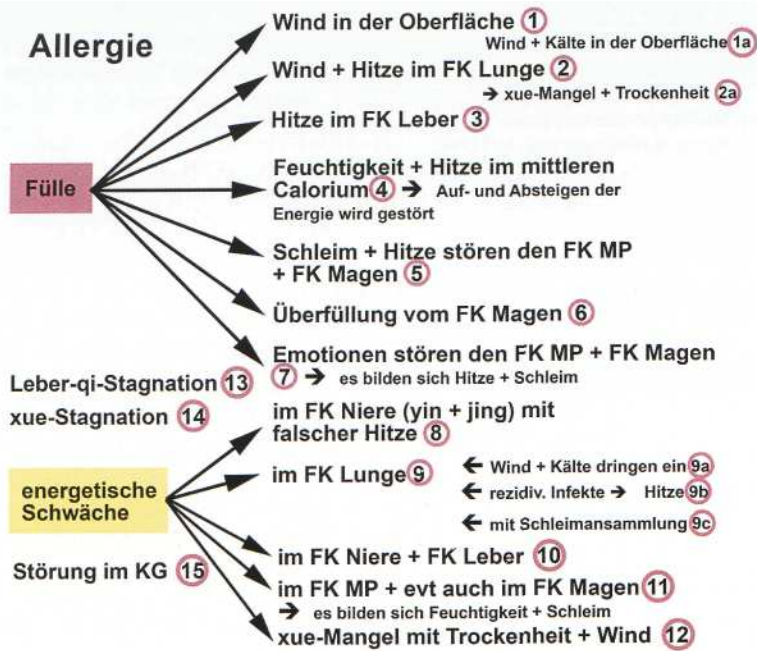 Allergie
Wind in der Oberfläche 1
Wind + Kälte in der Oberfläche 1a
Wind + Hitze im FK Lunge 2
➔ xue-Mangel + Trockenheit 2a
Hitze im FK Leber 3
Fülle
Feuchtigkeit + Hitze im mittleren
Calorium 4 ➔ Auf- und Absteigen der
Energie wird gestört
Schleim + Hitze stören den FK MP
+ FK Magen 5
Überfüllung vom FK Magen 6
Emotionen stören den FK MP + FK Magen
7 ➔ es bilden sich Hitze + Schleim
Leber-qi-Stagnation 13
xue-Stagnation 14
im FK Niere (yin + jing) mit
falscher Hitze 8
energetische
Schwäche
im FK Lunge 9
← Wind + Kälte dringen ein 9a
← rezidiv. Infekte ➔ Hitze 9b
← mit Schleimansammlung 9c
im FK Niere + FK Leber 10
Störung im KG 15
im FK MP + evt auch im FK Magen 11
➔ es bilden sich Feuchtigkeit + Schleim
xue-Mangel mit Trockenheit + Wind 12